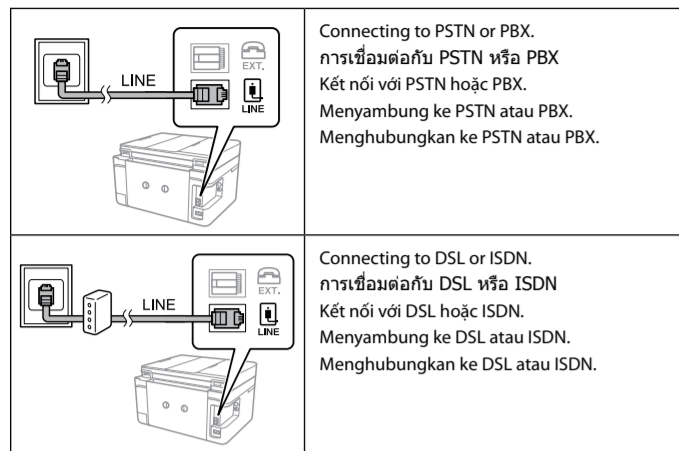 EXT.
LINE
LINE
Connecting to PSTN or PBX.
การเชื่อมต่อกับ PSTN หรือ PBX
Kết nối với PSTN hoặc PBX.
Menyambung ke PSTN atau PBX.
Menghubungkan ke PSTN atau PBX.
EXT.
LINE
LINE
Connecting to DSL or ISDN.
การเชื่อมต่อกับ DSL หรือ ISDN
Kết nối với DSL hoặc ISDN.
Menyambung ke DSL atau ISDN.
Menghubungkan ke DSL atau ISDN.